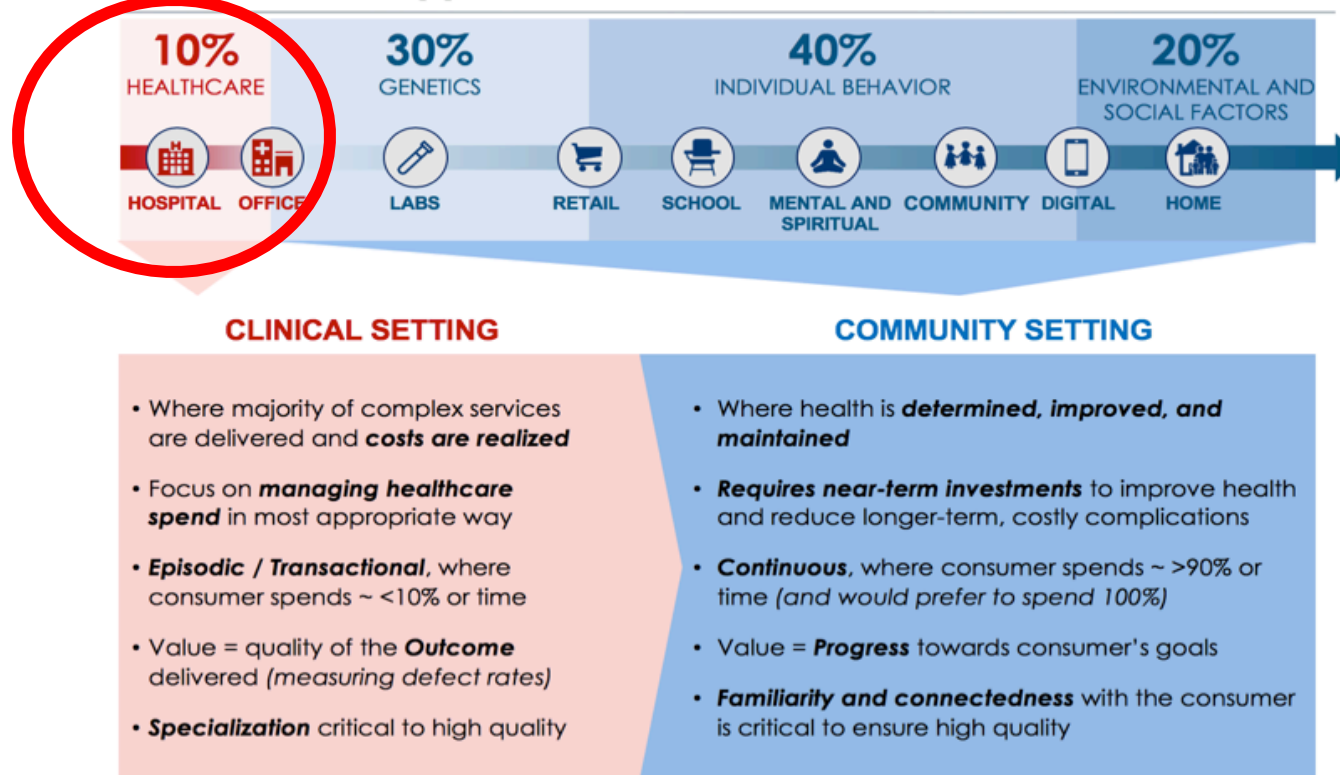 10%
HEALTHCARE
30%
GENETICS
40%
INDIVIDUAL BEHAVIOR
20%
ENVIRONMENTAL AND
SOCIAL FACTORS
H
HOSPITAL
OFFICE
LABS
RETAIL
SCHOOL
MENTAL AND
SPIRITUAL
COMMUNITY
DIGITAL
HOME
CLINICAL SETTING
• Where majority of complex services
are delivered and costs are realized
• Focus on managing healthcare
spend in most appropriate way
• Episodic / Transactional, where
consumer spends ~ <10% or time
• Value = quality of the Outcome
delivered (measuring defect rates)
• Specialization critical to high quality
COMMUNITY SETTING
• Where health is determined, improved, and
maintained
• Requires near-term investments to improve health
and reduce longer-term, costly complications
• Continuous, where consumer spends ~ >90% or
time (and would prefer to spend 100%)
• Value = Progress towards consumer's goals
• Familiarity and connectedness with the consumer
is critical to ensure high quality